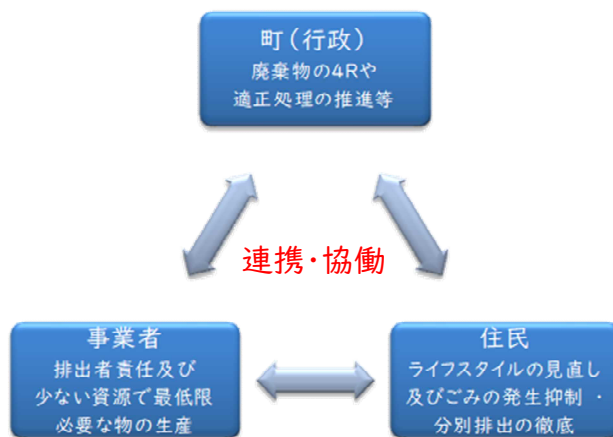 町（行政）
廃棄物の4Rや
適正処理の推進等
連携・協働
事業者
排出者責任及び
少ない資源で最低限
必要な物の生産
住民
ライフスタイルの見直し
及びごみの発生抑制・
分別排出の徹底